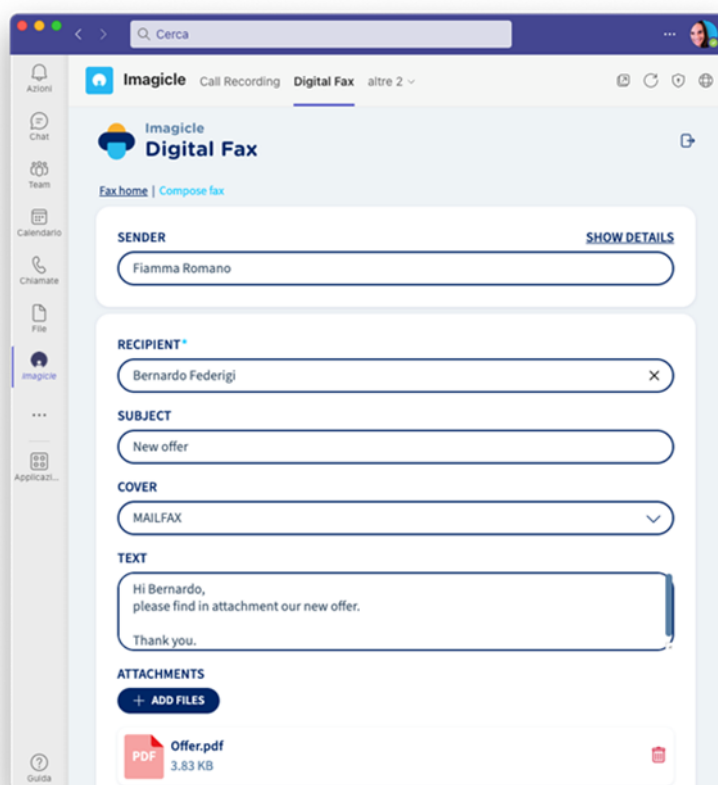 Cerca
Azioni
Chat
Team
Calendario
Chiamate
File
Imagicle
Applicazi...
Guida
Imagicle Call Recording Digital Fax altre 2
Imagicle
Digital Fax
Fax home | Compose fax
SENDER SHOW DETAILS
Fiamma Romano
RECIPIENT*
Bernardo Federigi
SUBJECT
New offer
COVER
MAILFAX
TEXT
Hi Bernardo,
please find in attachment our new offer.
Thank you.
ATTACHMENTS
+ ADD FILES
PDF
Offer.pdf
3.83 KB